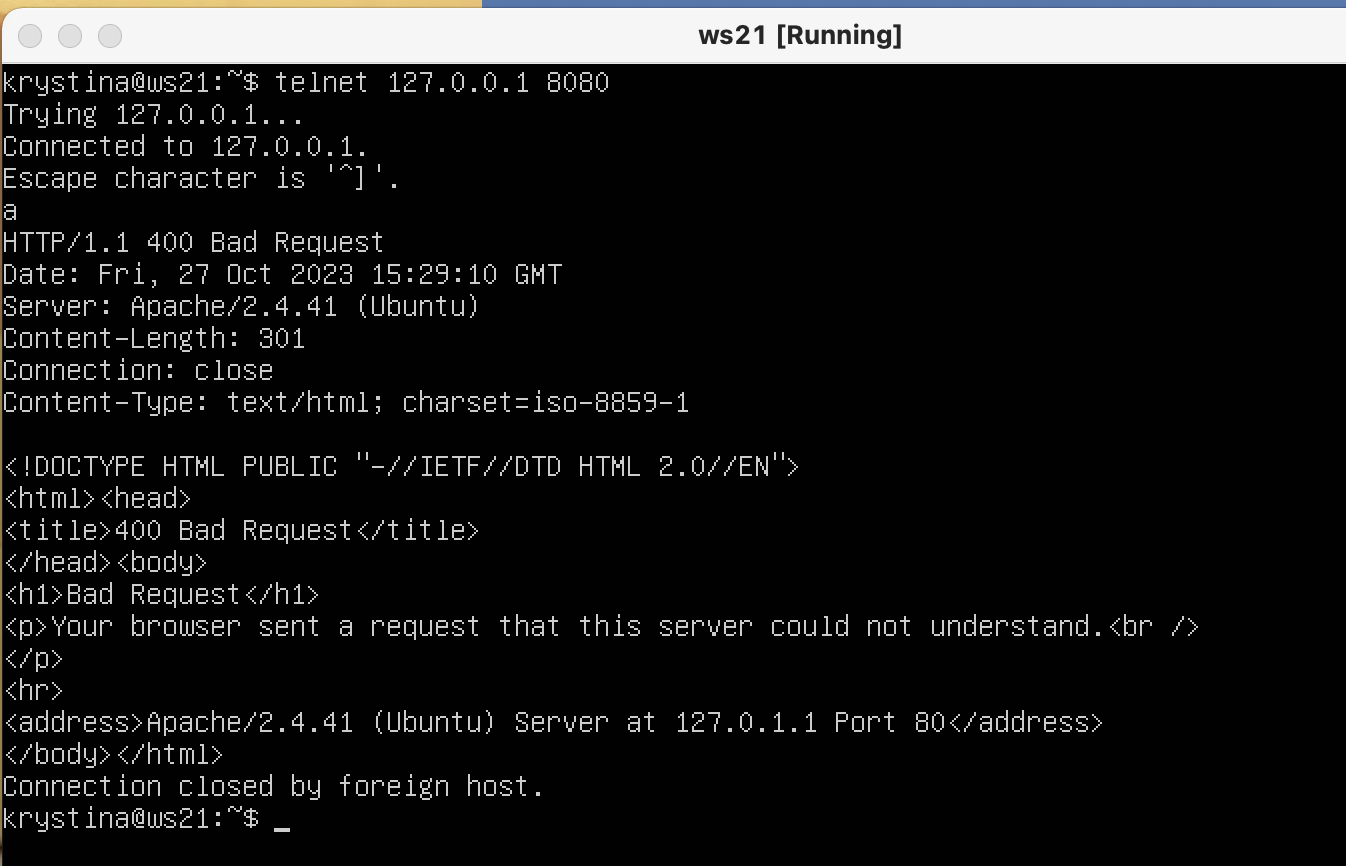 ws21 [Running]
krystina@ws21:~$ telnet 127.0.0.1 8080
Trying 127.0.0.1...
Connected to 127.0.0.1.
Escape character is '^]'.
a
HTTP/1.1 400 Bad Request
Date: Fri, 27 Oct 2023 15:29:10 GMT
Server: Apache/2.4.41 (Ubuntu)
Content-Length: 301
Connection: close
Content-Type: text/html; charset=iso-8859-1

<!DOCTYPE HTML PUBLIC "-//IETF//DTD HTML 2.0//EN">
<html><head>
<title>400 Bad Request</title>
</head><body>
<h1>Bad Request</h1>
<p>Your browser sent a request that this server could not understand.<br />
</p>
<hr>
<address>Apache/2.4.41 (Ubuntu) Server at 127.0.1.1 Port 80</address>
</body></html>
Connection closed by foreign host.
krystina@ws21:~$ _